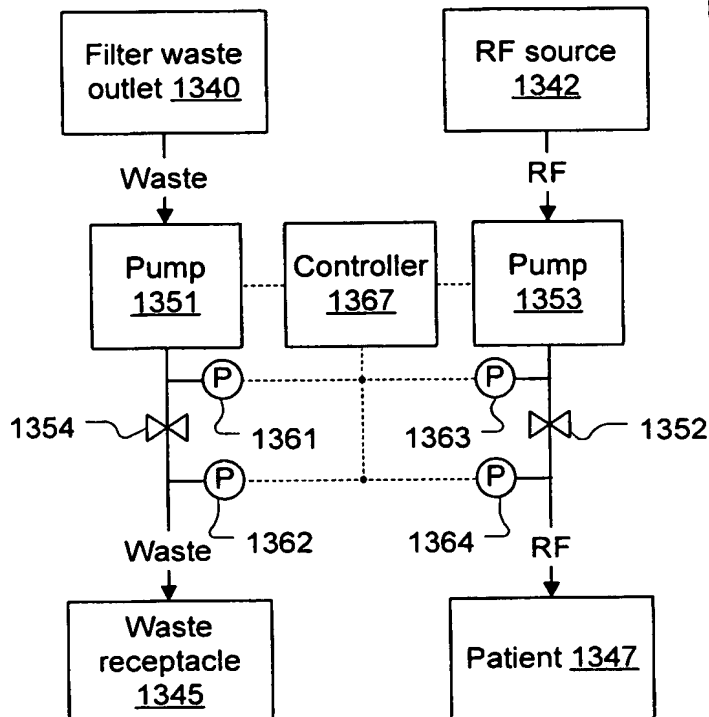 Filter waste
outlet 1340
RF source
1342
Waste
RF
Pump
1351
Controller
1367
Pump
1353
P
P
1354
1361
1363
1352
P
P
1362
1364
Waste
RF
Waste
receptacle
1345
Patient 1347